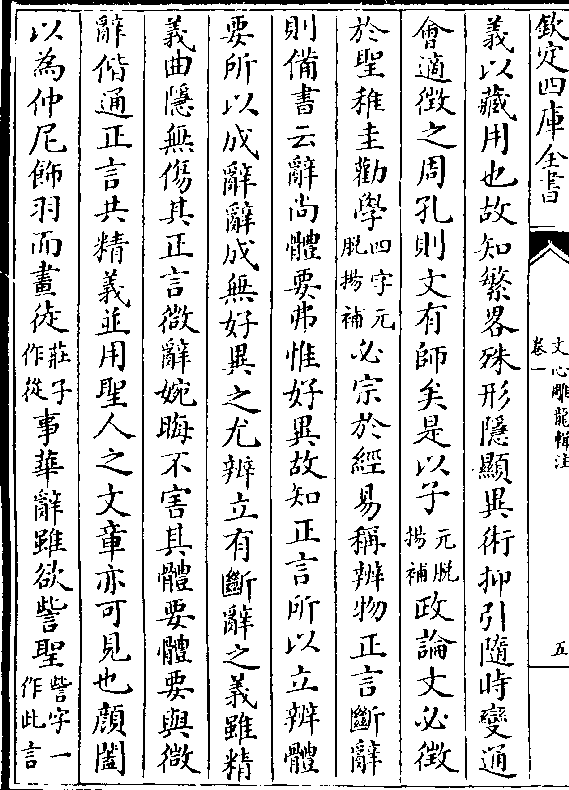 欽定四庫全書
文心雕龍輯注
卷一
五
義以藏用也故知繁畧殊形隱顯異術抑引隨時變通
會適徵之周孔則文有師矣是以子元脫揚補政論文必徵
於聖稚圭勸學四字元脫揚補必宗於經易稱辨物正言斷辭
則備書云辭尚體要弗惟好異故知正言所以立辨體
要所以成辭辭成無好異之尤辨立有斷辭之義雖精
義曲隱無傷其正言微辭婉晦不害其體要體要與微
辭偕通正言共精義並用聖人之文章亦可見也顔闔
以為仲尼飾羽而畫徒莊子作從事華辭雖欲訾聖訾字一作此言